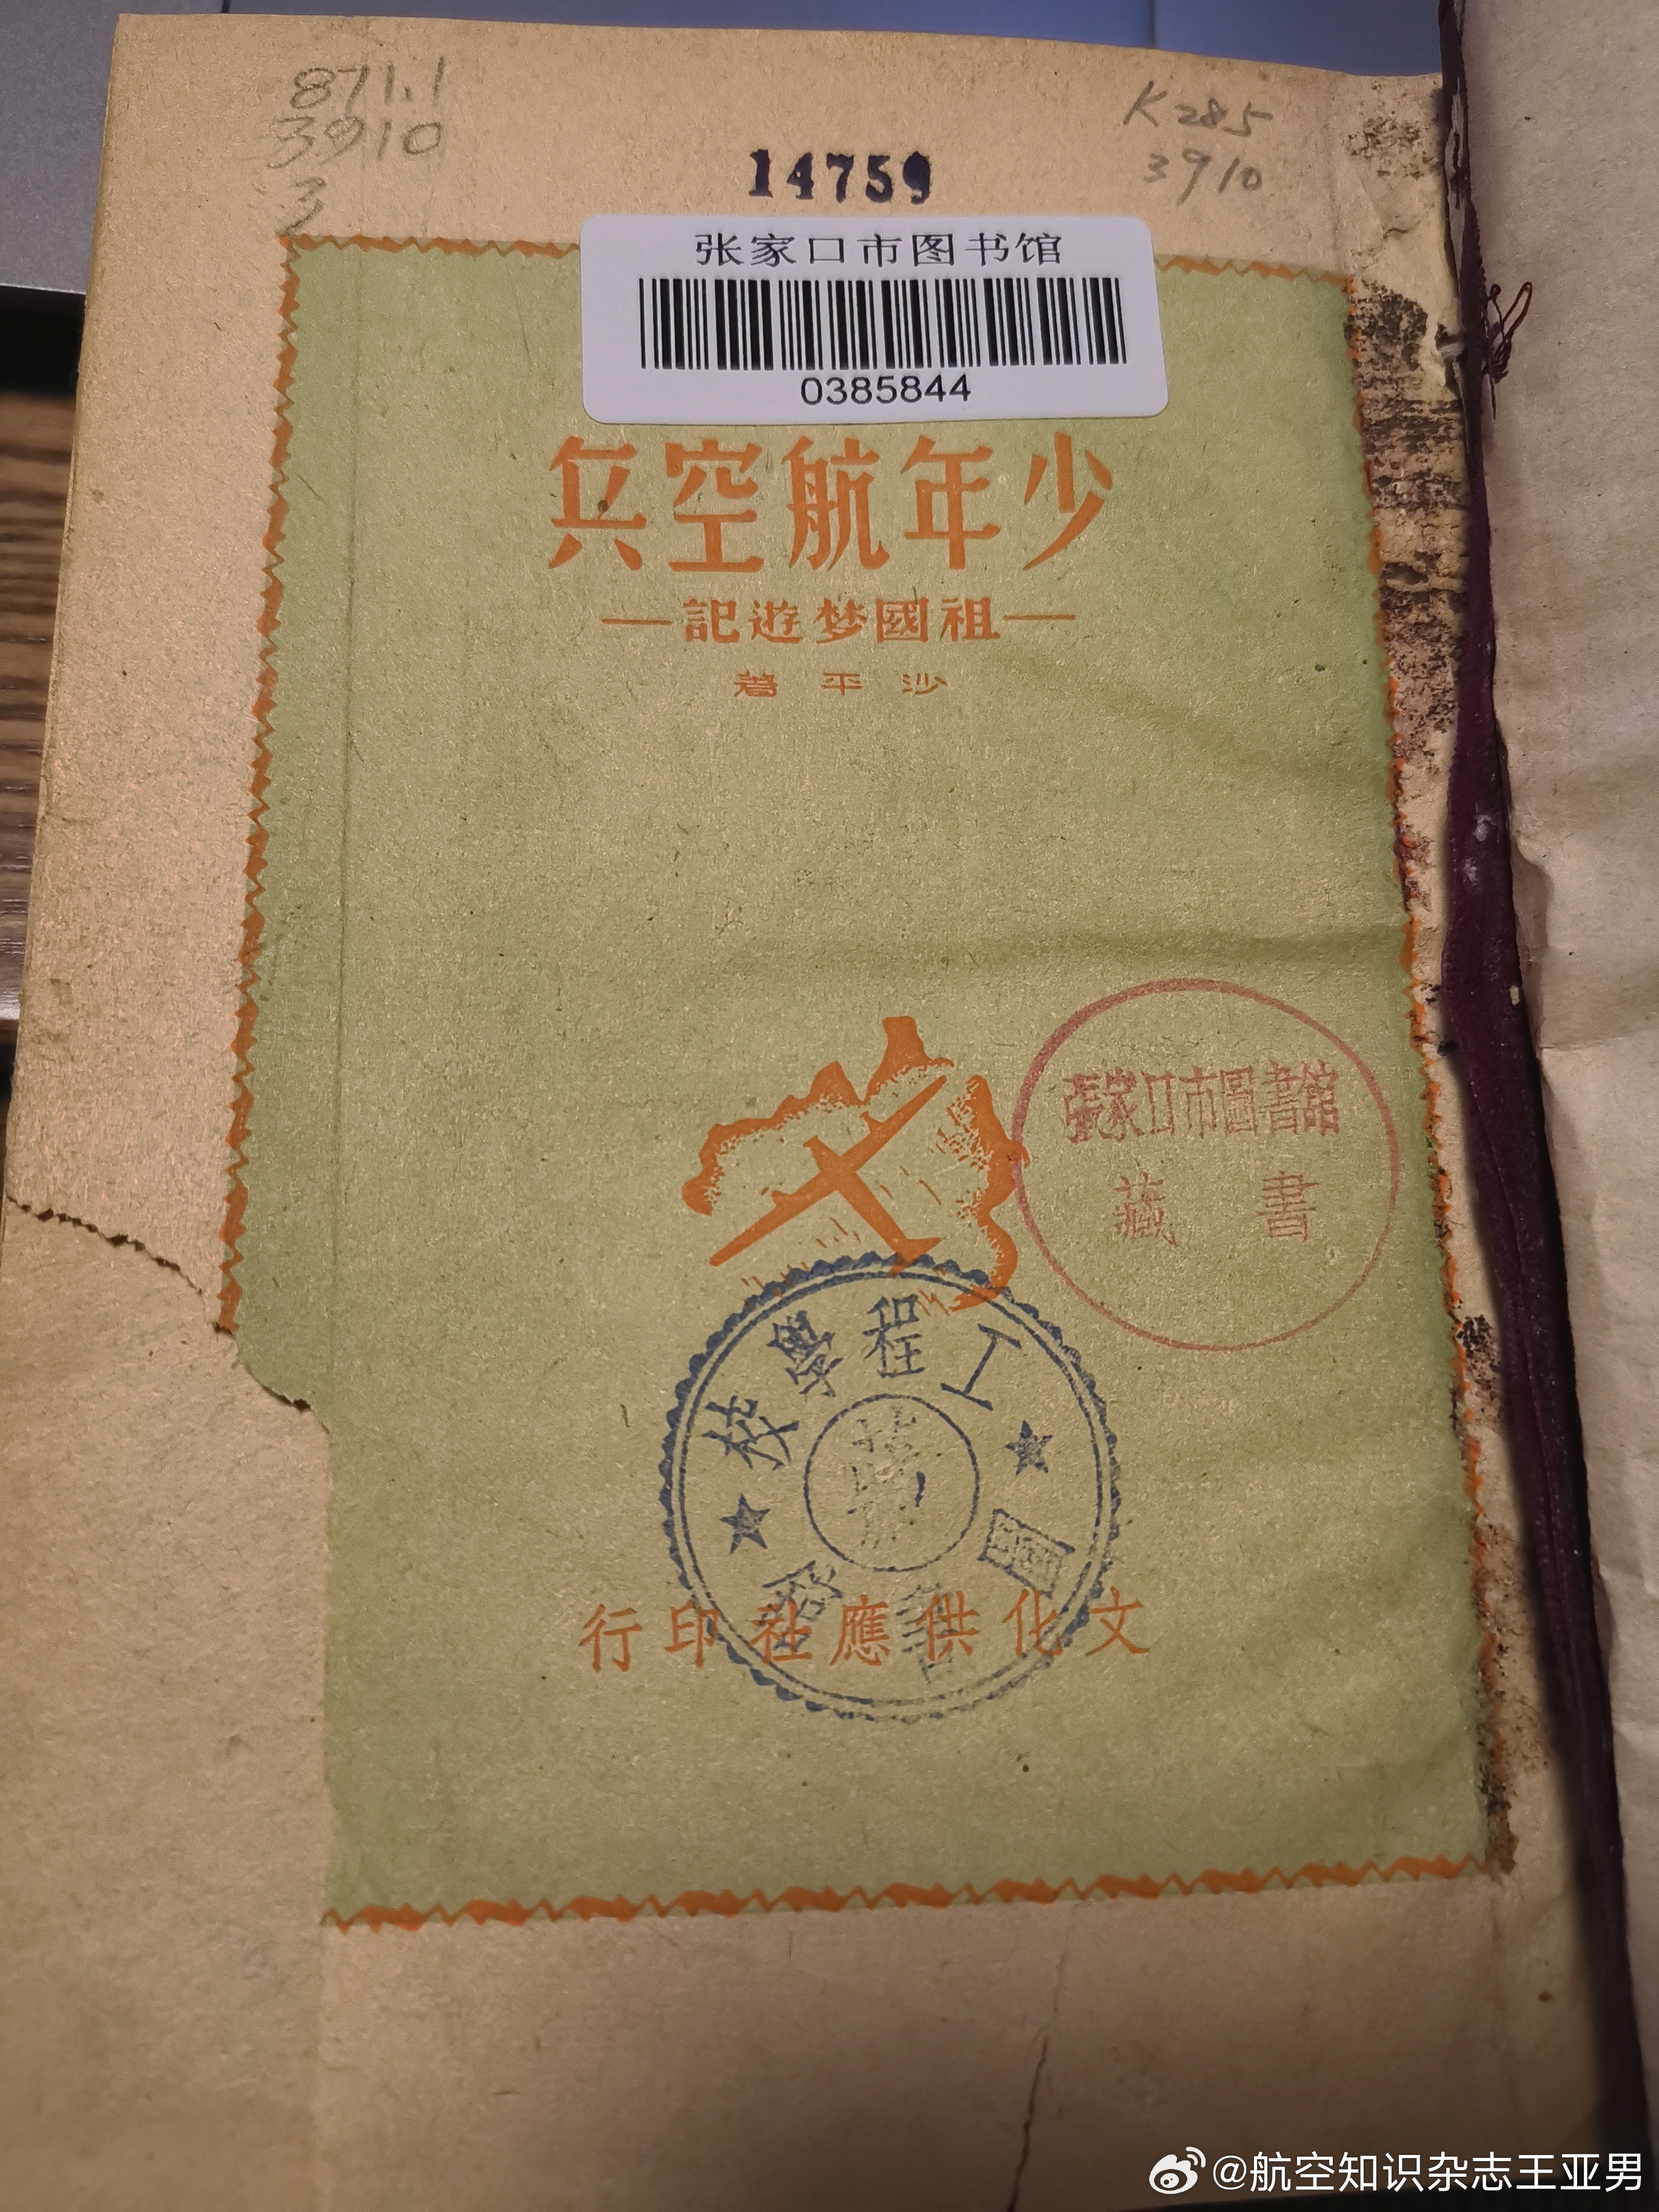 871.1
3910
3
K285
3910
14759
张家口市图书馆
0385844
少年航空兵
—祖國梦遊記—
沙平著
張家口市圖書館
藏書
工程學校
圖書部
文化供應社印行
@航空知识杂志王亚男